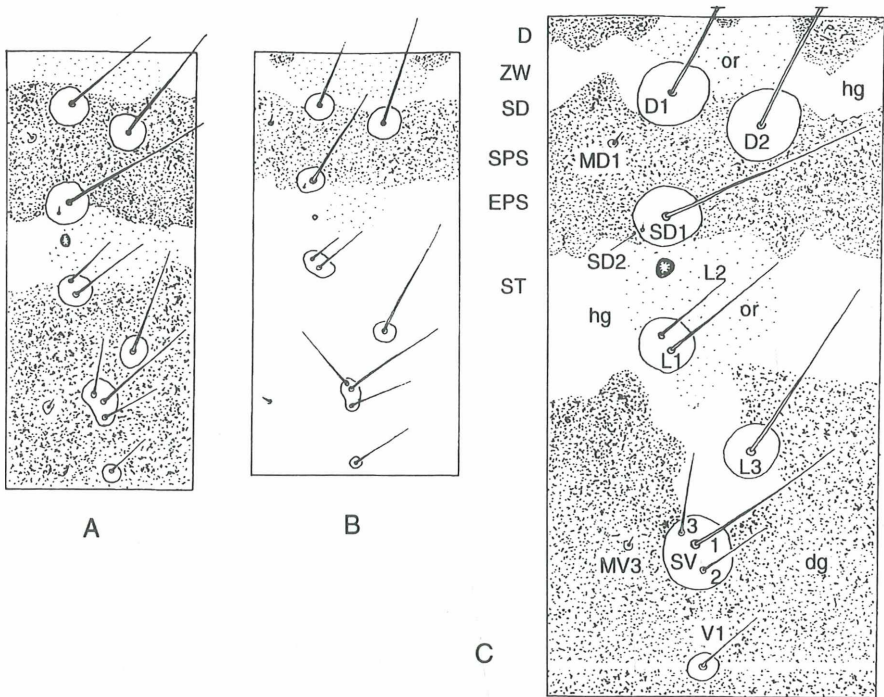 D
ZW
SD
SPS
EPS
ST
or
hg
D1
D2
MD1
SD1
SD2
L2
hg
or
L1
L3
3
1
SV
2
MV3
dg
V1
A
B
C